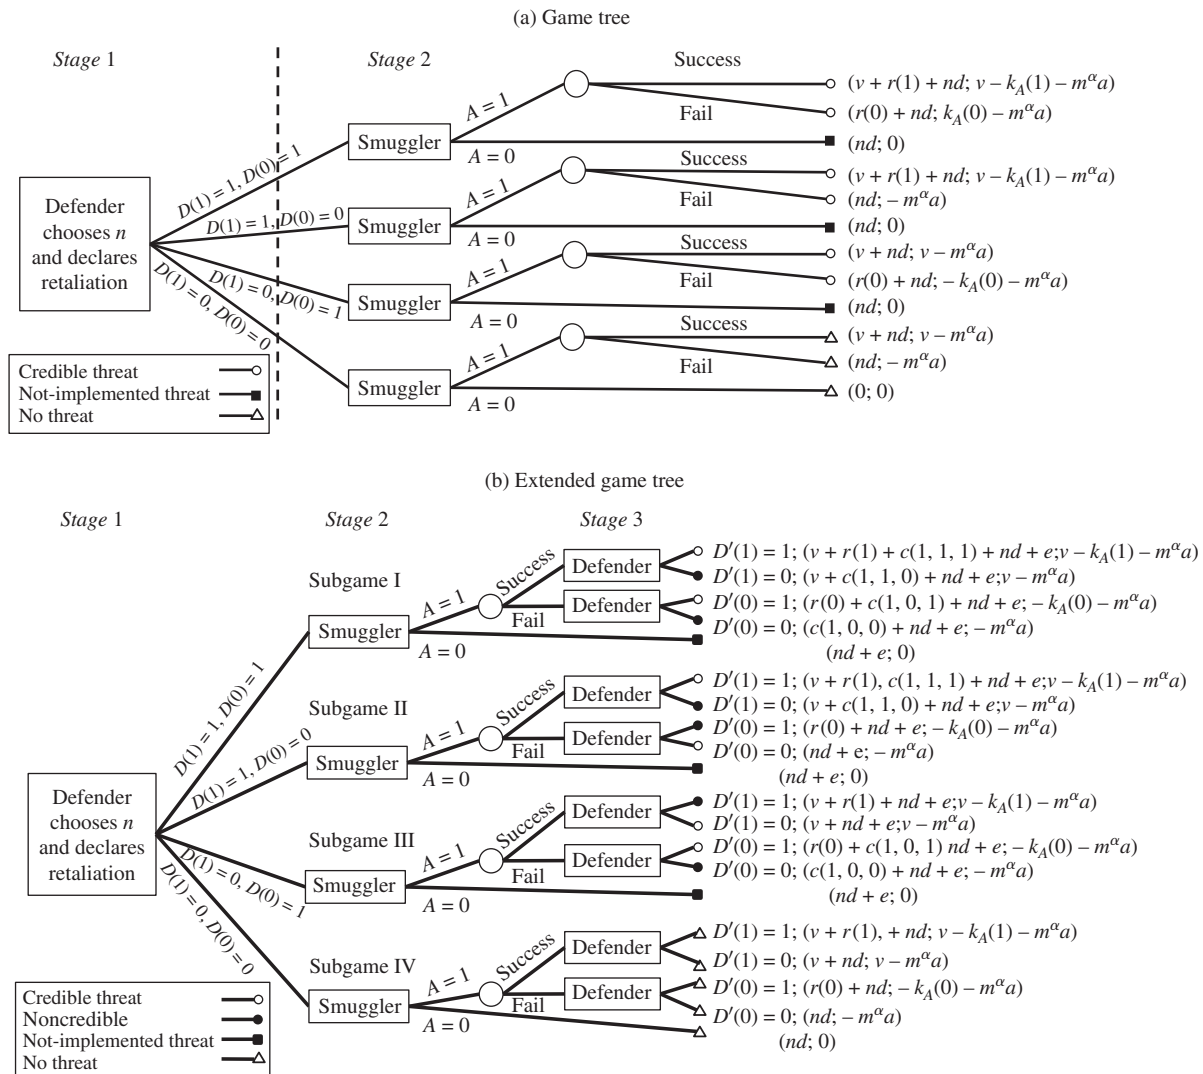 (a) Game tree
Stage 1
Stage 2
Success
A = 1
(v + r(1) + nd; v − k_A(1) − m^α a)
Fail
(r(0) + nd; k_A(0) − m^α a)
D(1) = 1, D(0) = 1
Smuggler
A = 0
(nd; 0)
Success
A = 1
(v + r(1) + nd; v − k_A(1) − m^α a)
Fail
(nd; − m^α a)
Defender
chooses n
and declares
retaliation
D(1) = 1, D(0) = 0
Smuggler
A = 0
(nd; 0)
Success
A = 1
(v + nd; v − m^α a)
Fail
(r(0) + nd; − k_A(0) − m^α a)
D(1) = 0, D(0) = 1
Smuggler
A = 0
(nd; 0)
Success
A = 1
(v + nd; v − m^α a)
Fail
(nd; − m^α a)
D(1) = 0, D(0) = 0
Smuggler
A = 0
(0; 0)
Credible threat
Not-implemented threat
No threat
(b) Extended game tree
Stage 1
Stage 2
Stage 3
Subgame I
Success
Defender
D′(1) = 1; (v + r(1) + c(1, 1, 1) + nd + e;v − k_A(1) − m^α a)
D′(1) = 0; (v + c(1, 1, 0) + nd + e;v − m^α a)
A = 1
Fail
Defender
D′(0) = 1; (r(0) + c(1, 0, 1) + nd + e; − k_A(0) − m^α a)
D′(0) = 0; (c(1, 0, 0) + nd + e; − m^α a)
Smuggler
A = 0
(nd + e; 0)
D(1) = 1, D(0) = 1
Subgame II
Success
Defender
D′(1) = 1; (v + r(1), c(1, 1, 1) + nd + e;v − k_A(1) − m^α a)
D′(1) = 0; (v + c(1, 1, 0) + nd + e;v − m^α a)
A = 1
Fail
Defender
D′(0) = 1; (r(0) + nd + e; − k_A(0) − m^α a)
D′(0) = 0; (nd + e; − m^α a)
Smuggler
A = 0
(nd + e; 0)
D(1) = 1, D(0) = 0
Defender
chooses n
and declares
retaliation
Subgame III
Success
Defender
D′(1) = 1; (v + r(1) + nd + e;v − k_A(1) − m^α a)
D′(1) = 0; (v + nd + e;v − m^α a)
A = 1
Fail
Defender
D′(0) = 1; (r(0) + c(1, 0, 1) nd + e; − k_A(0) − m^α a)
D′(0) = 0; (c(1, 0, 0) + nd + e; − m^α a)
Smuggler
A = 0
(nd + e; 0)
D(1) = 0, D(0) = 1
Subgame IV
Success
Defender
D′(1) = 1; (v + r(1), + nd; v − k_A(1) − m^α a)
D′(1) = 0; (v + nd; v − m^α a)
A = 1
Fail
Defender
D′(0) = 1; (r(0) + nd; − k_A(0) − m^α a)
D′(0) = 0; (nd; − m^α a)
Smuggler
A = 0
(nd; 0)
D(1) = 0, D(0) = 0
Credible threat
Noncredible
Not-implemented threat
No threat